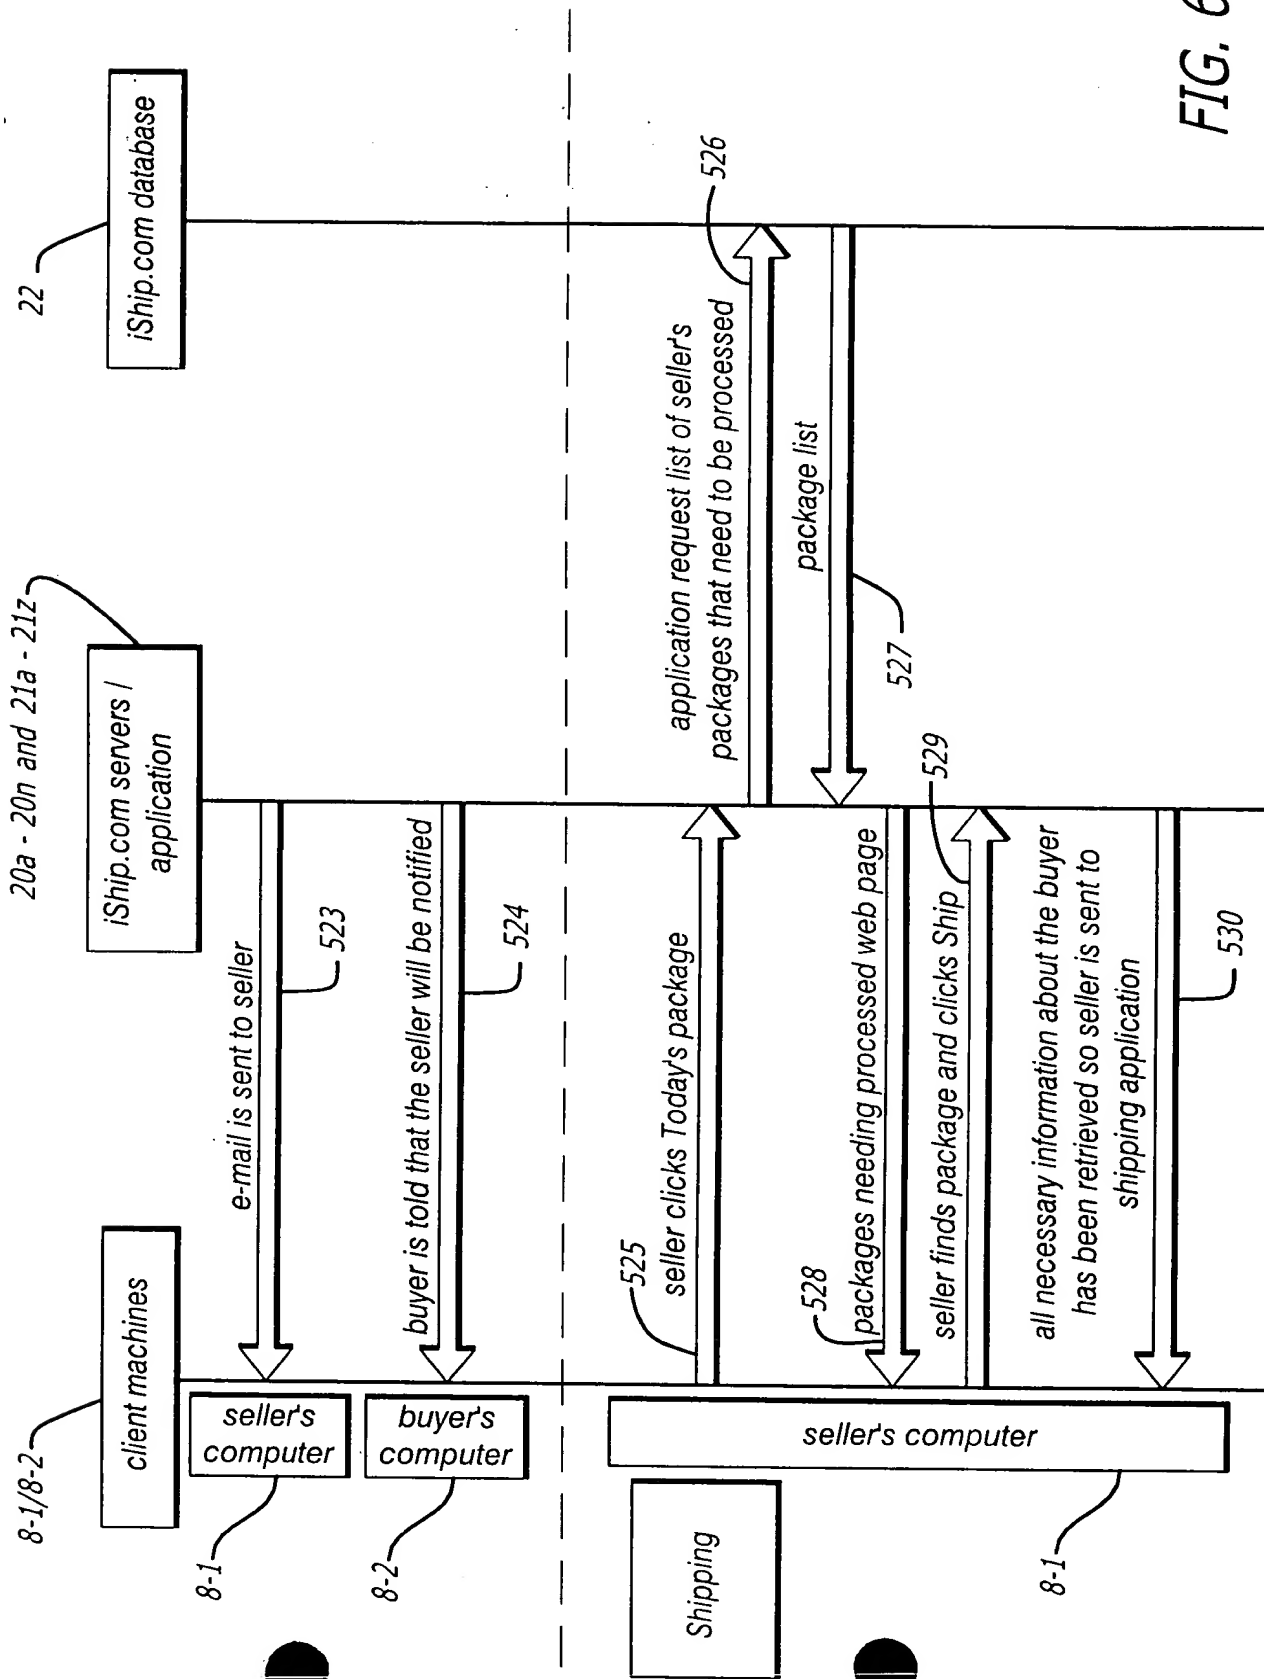 8-1/8-2
20a - 20n and 21a - 21z
22
client machines
iShip.com servers /
application
iShip.com database
8-1
seller's
computer
e-mail is sent to seller
523
8-2
buyer's
computer
buyer is told that the seller will be notified
524
Shipping
seller's computer
8-1
525
seller clicks Today's package
application request list of seller's
packages that need to be processed
526
package list
527
528
packages needing processed web page
seller finds package and clicks Ship
529
all necessary information about the buyer
has been retrieved so seller is sent to
shipping application
530